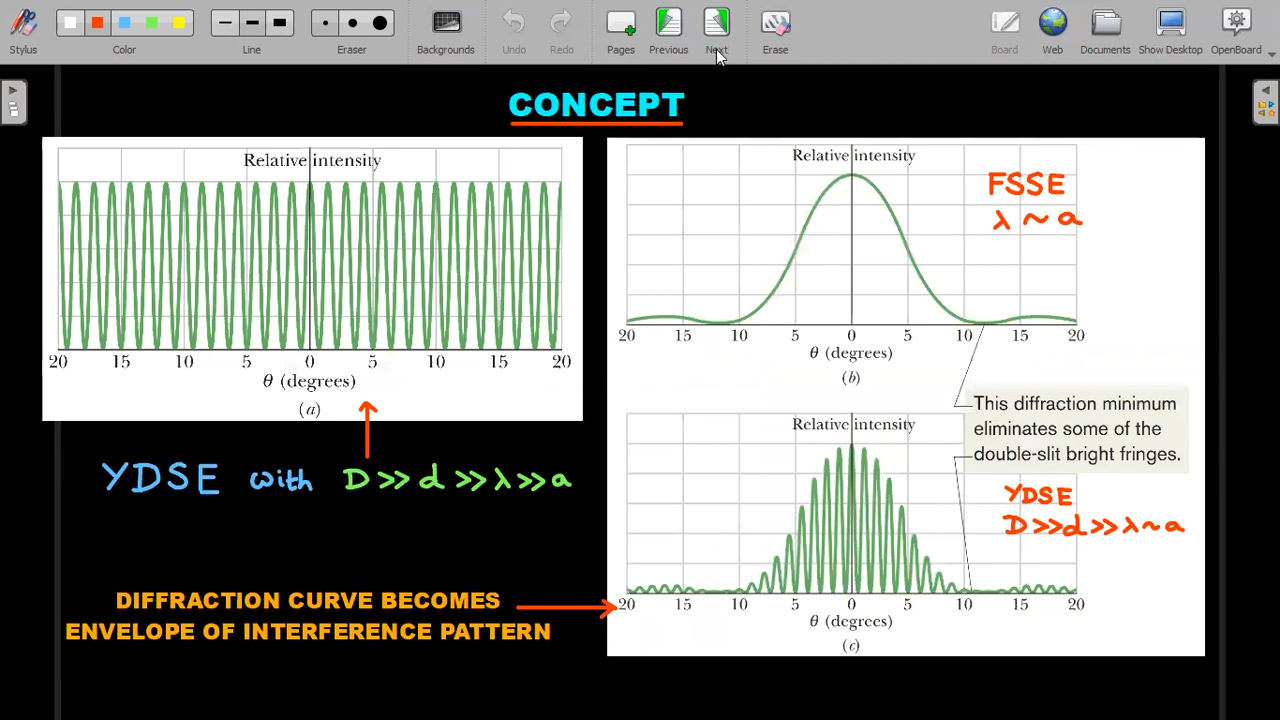 Stylus
Color
Line
Eraser
Backgrounds
Undo
Redo
Pages
Previous
Next
Erase
Board
Web
Documents
Show Desktop
OpenBoard
CONCEPT
Relative intensity
20 15 10 5 0 5 10 15 20
θ (degrees)
(a)
YDSE with D >> d >> λ >> a
DIFFRACTION CURVE BECOMES
ENVELOPE OF INTERFERENCE PATTERN
Relative intensity
FSSE
λ ~ a
20 15 10 5 0 5 10 15 20
θ (degrees)
(b)
This diffraction minimum
eliminates some of the
double-slit bright fringes.
Relative intensity
YDSE
D >> d >> λ ~ a
20 15 10 5 0 5 10 15 20
θ (degrees)
(c)